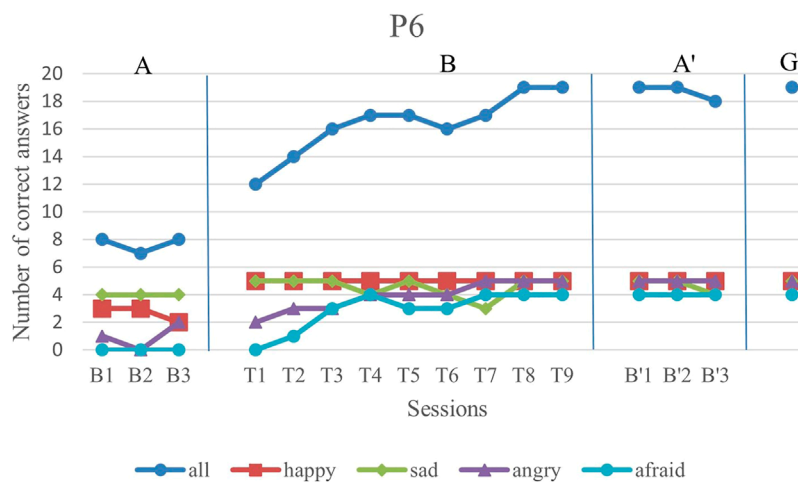 P6
A B A' G
20
18
16
14
12
10
8
6
4
2
0
Number of correct answers
B1 B2 B3 T1 T2 T3 T4 T5 T6 T7 T8 T9 B'1 B'2 B'3
Sessions
all happy sad angry afraid